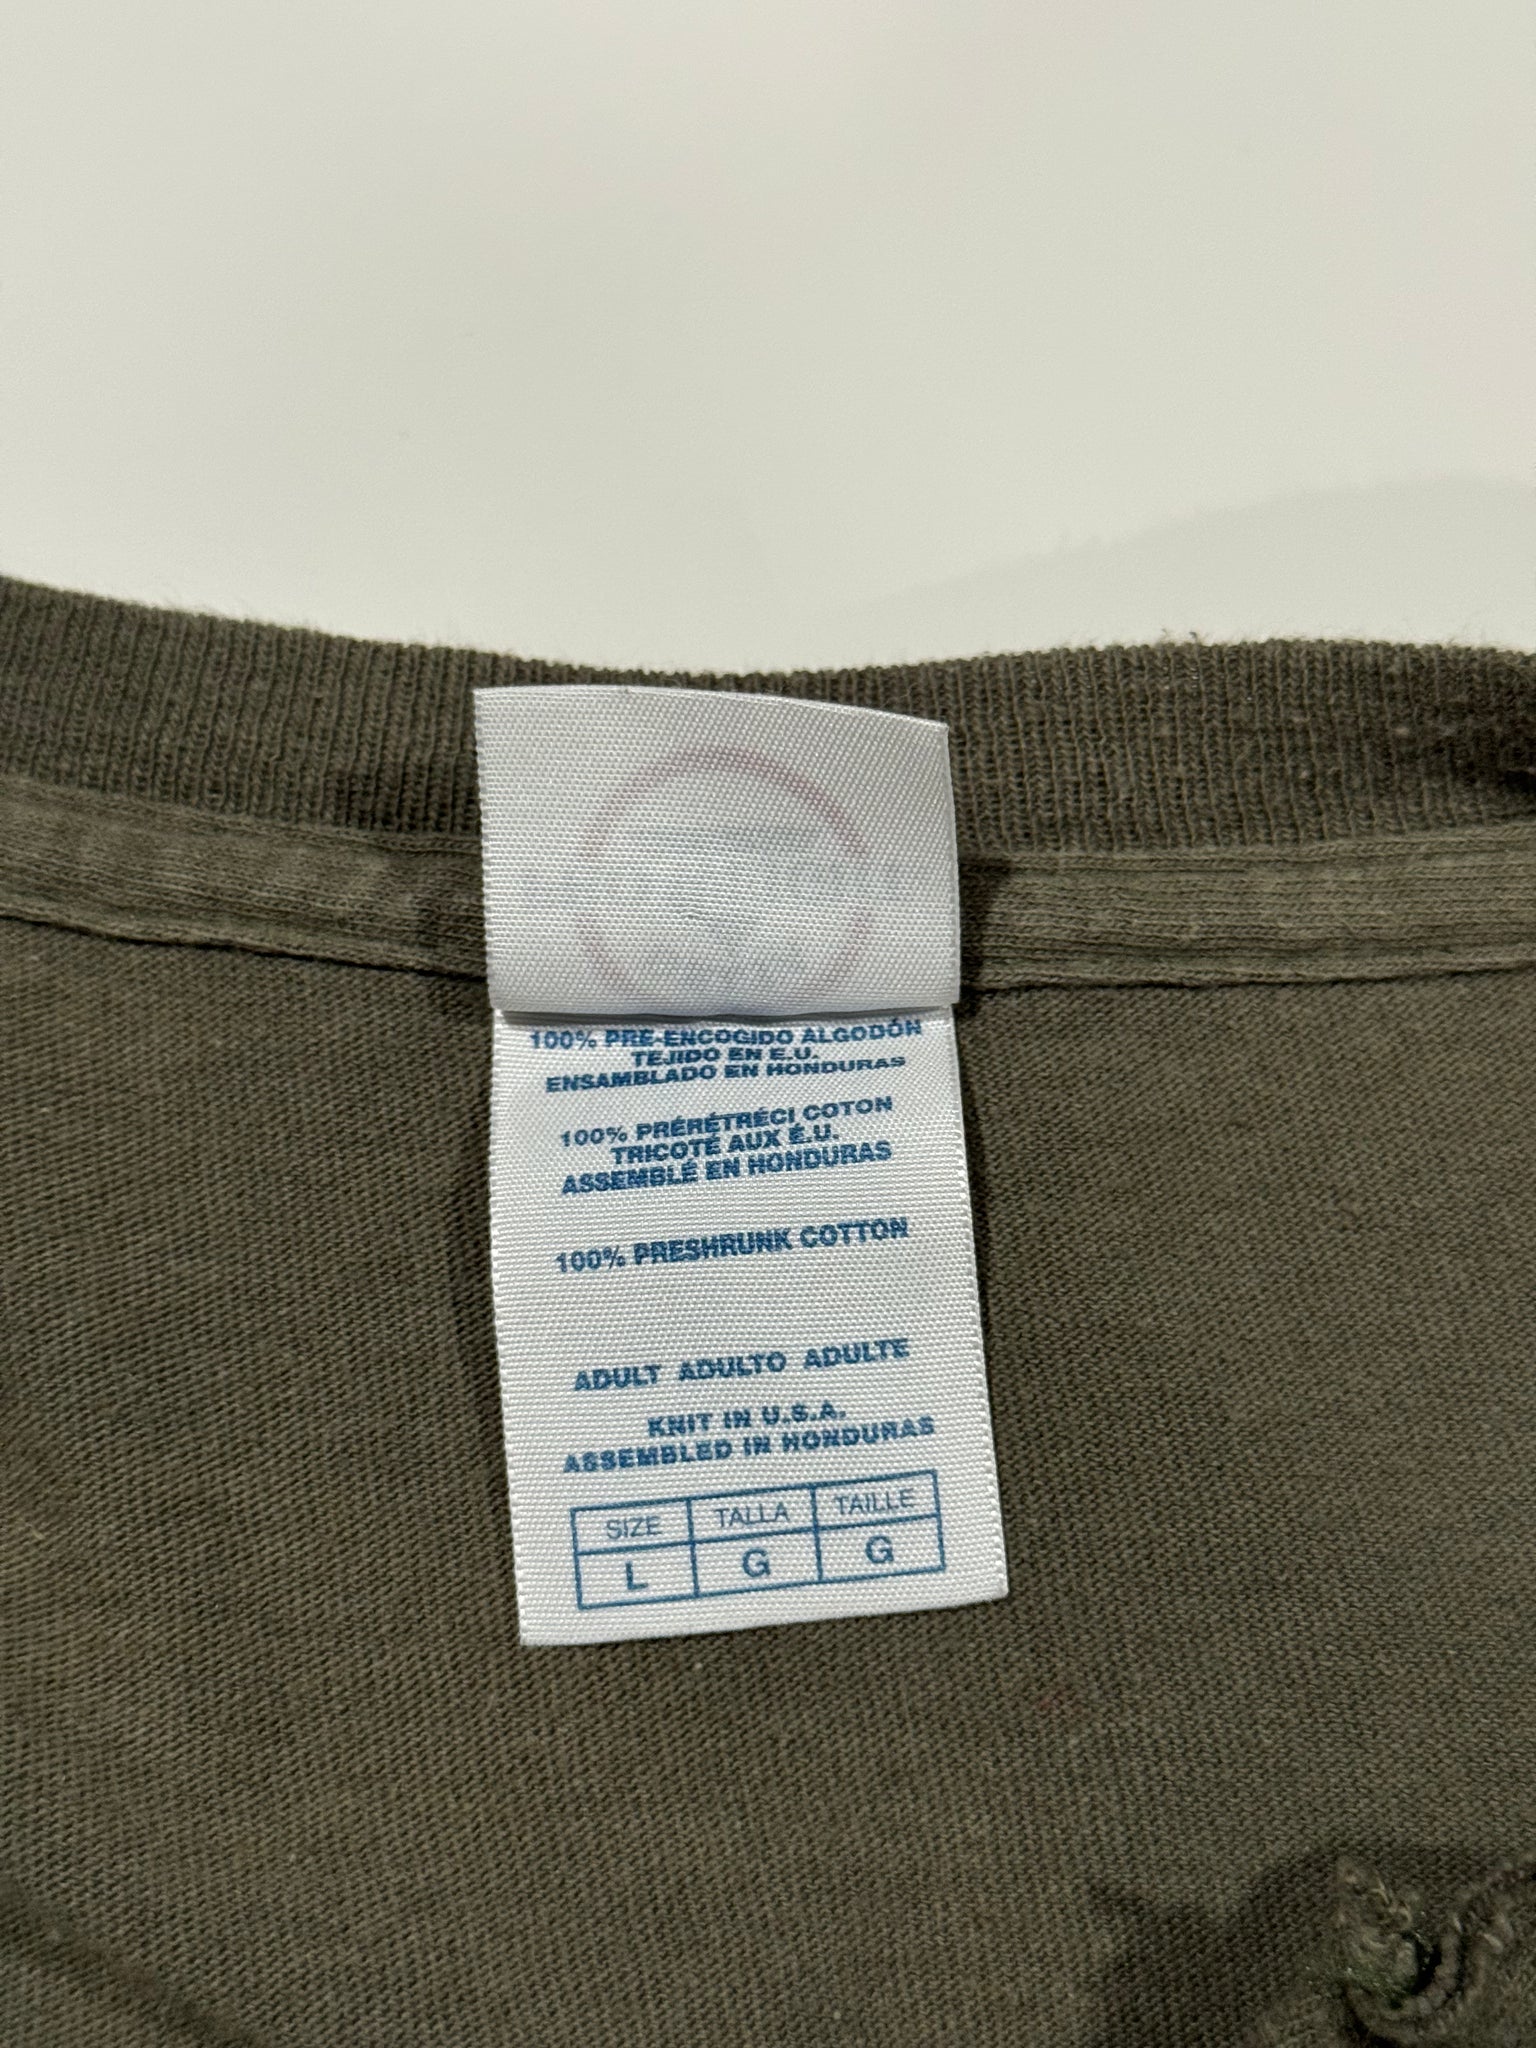 100% PRE-ENCOGIDO ALGODÓN
TEJIDO EN E.U.
ENSAMBLADO EN HONDURAS
100% PRÉRÉTRÉCI COTON
TRICOTÉ AUX É.U.
ASSEMBLÉ EN HONDURAS
100% PRESHRUNK COTTON
ADULT ADULTO ADULTE
KNIT IN U.S.A.
ASSEMBLED IN HONDURAS
SIZE TALLA TAILLE
L G G